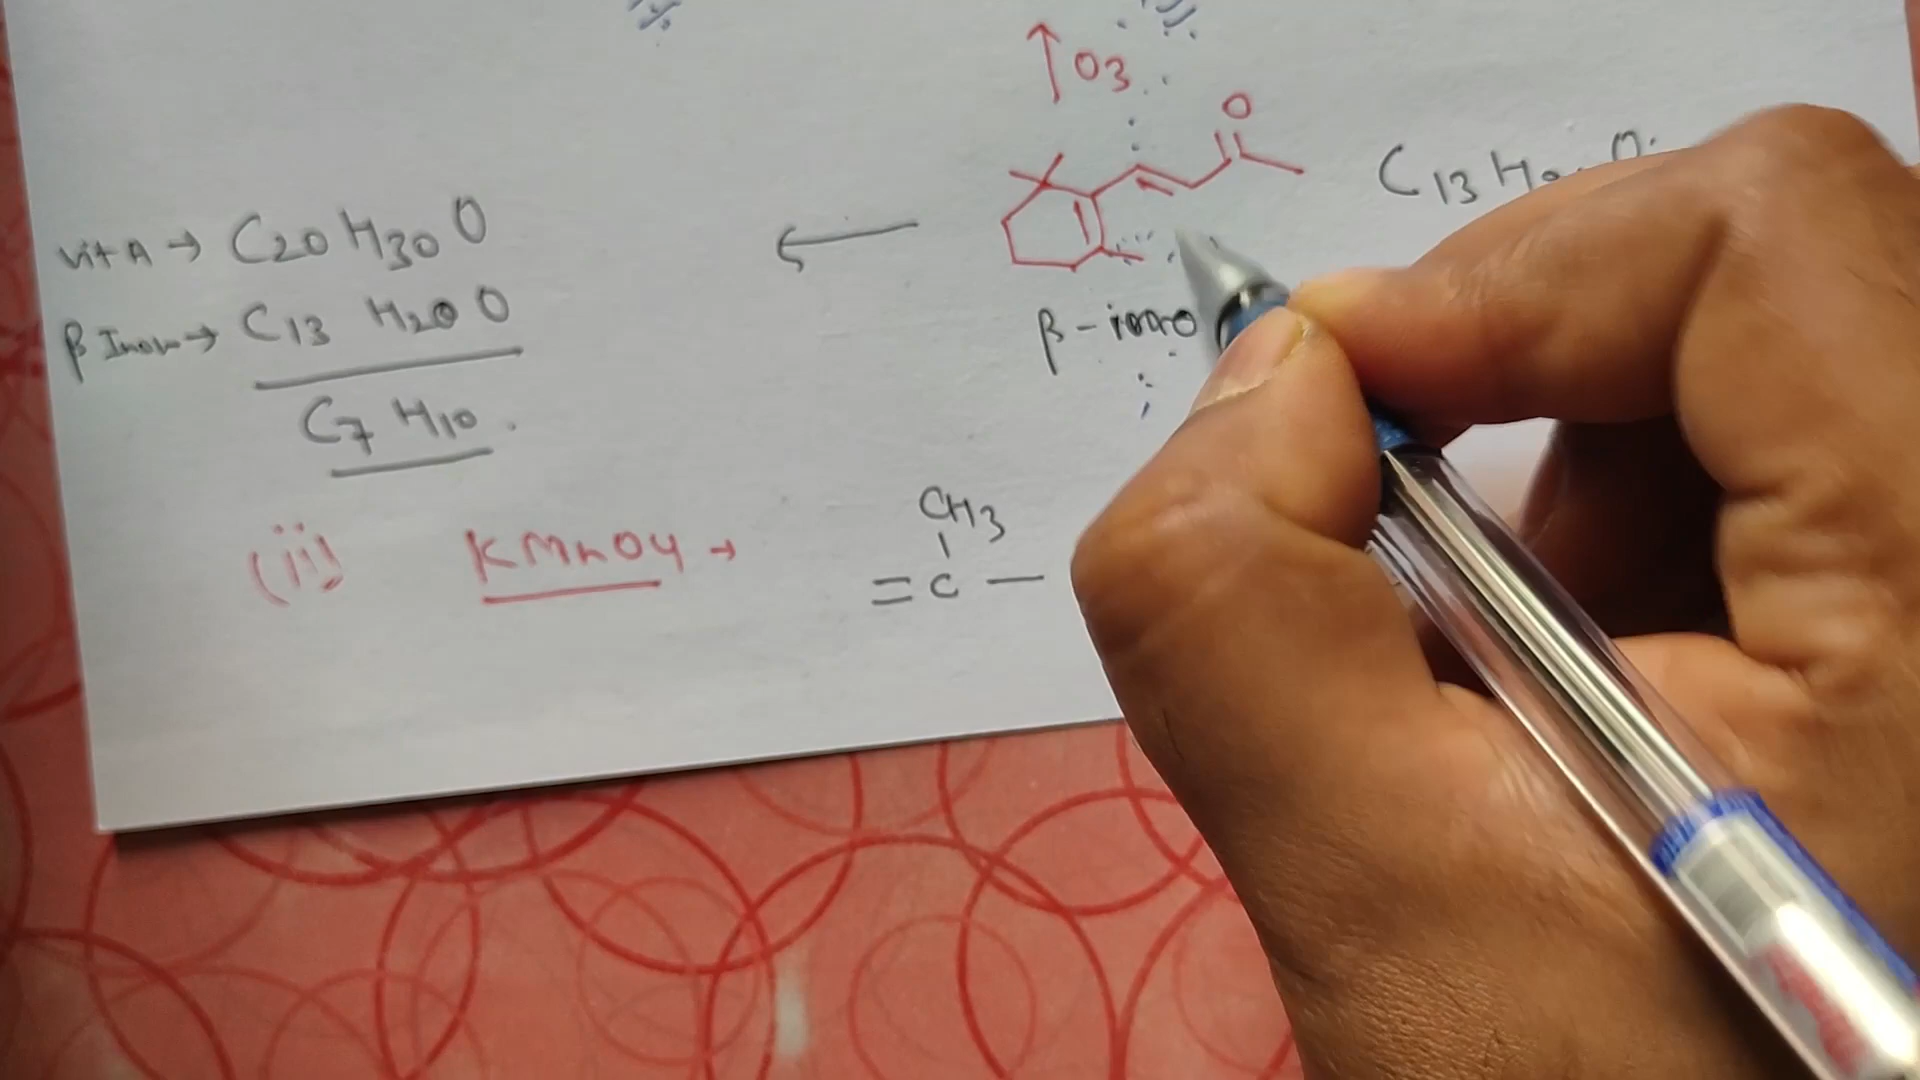 ↑ O3
O
C13 H
vit A → C20 H30 O
β Inon → C13 H20 O
C7 H10 .
β - iono
(ii) KMnO4 →
CH3
= C —